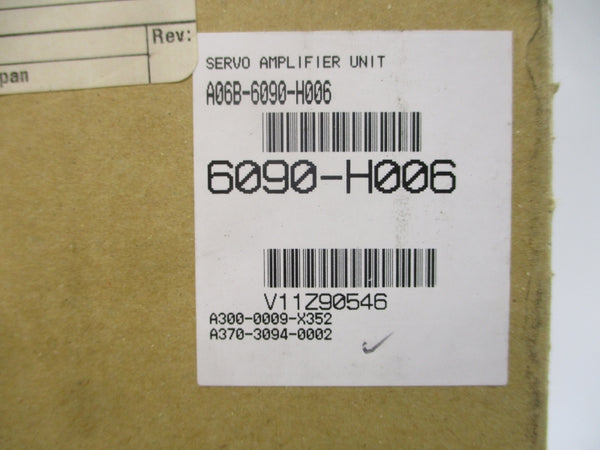 Rev:
pan
SERVO AMPLIFIER UNIT
A06B-6090-H006
6090-H006
V11Z90546
A300-0009-X352
A370-3094-0002